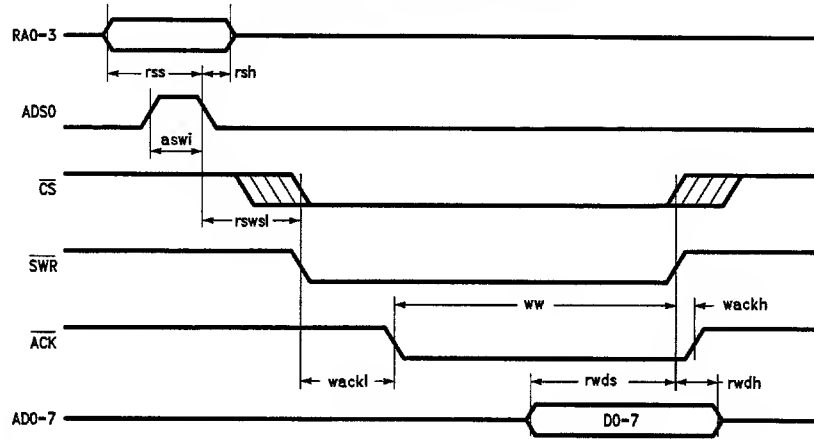 RA0-3
rss
rsh
ADS0
aswi
CS
rswsl
SWR
ww
wackh
ACK
wackl
rwds
rwdh
AD0-7
D0-7